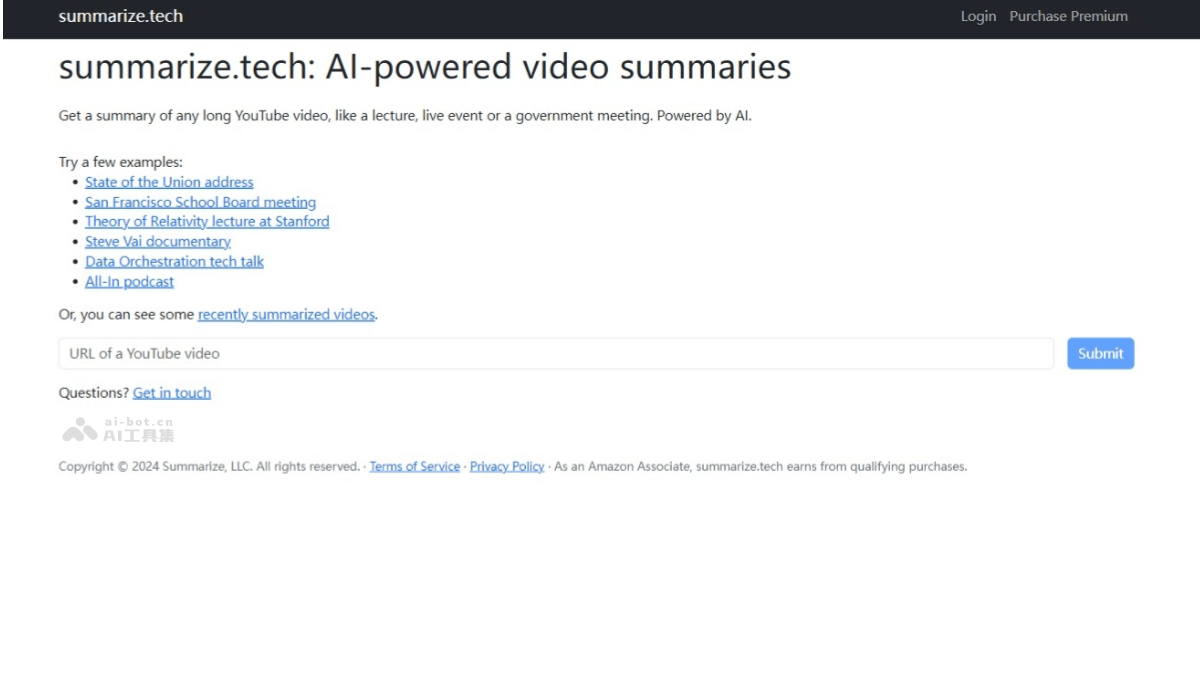 summarize.tech
Login Purchase Premium
summarize.tech: AI-powered video summaries
Get a summary of any long YouTube video, like a lecture, live event or a government meeting. Powered by AI.
Try a few examples:
• State of the Union address
• San Francisco School Board meeting
• Theory of Relativity lecture at Stanford
• Steve Vai documentary
• Data Orchestration tech talk
• All-In podcast
Or, you can see some recently summarized videos.
URL of a YouTube video
Submit
Questions? Get in touch
ai-bot.cn
AI工具集
Copyright © 2024 Summarize, LLC. All rights reserved. · Terms of Service · Privacy Policy · As an Amazon Associate, summarize.tech earns from qualifying purchases.